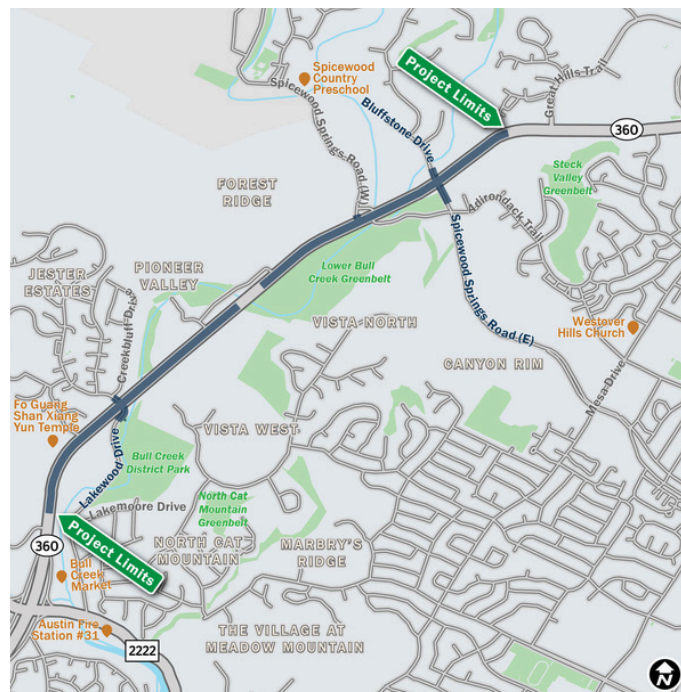 Spicewood
Country
Preschool
Project Limits
Great Hills Trail
360
Spicewood Springs Road (W)
Bluffstone Drive
Steck
Valley
Greenbelt
FOREST
RIDGE
Adirondack Trail
JESTER
ESTATES
PIONEER
VALLEY
Lower Bull
Creek Greenbelt
Spicewood Springs Road (E)
Creekbluff Drive
VISTA NORTH
Westover
Hills Church
CANYON RIM
Mesa Drive
Fo Guang
Shan Xiang
Yun Temple
VISTA WEST
Lakewood Drive
Bull Creek
District Park
Lakemoore Drive
North Cat
Mountain
Greenbelt
Project Limits
360
NORTH CAT
MOUNTAIN
MARBRY'S
RIDGE
Bull
Creek
Market
Austin Fire
Station #31
2222
THE VILLAGE AT
MEADOW MOUNTAIN
N